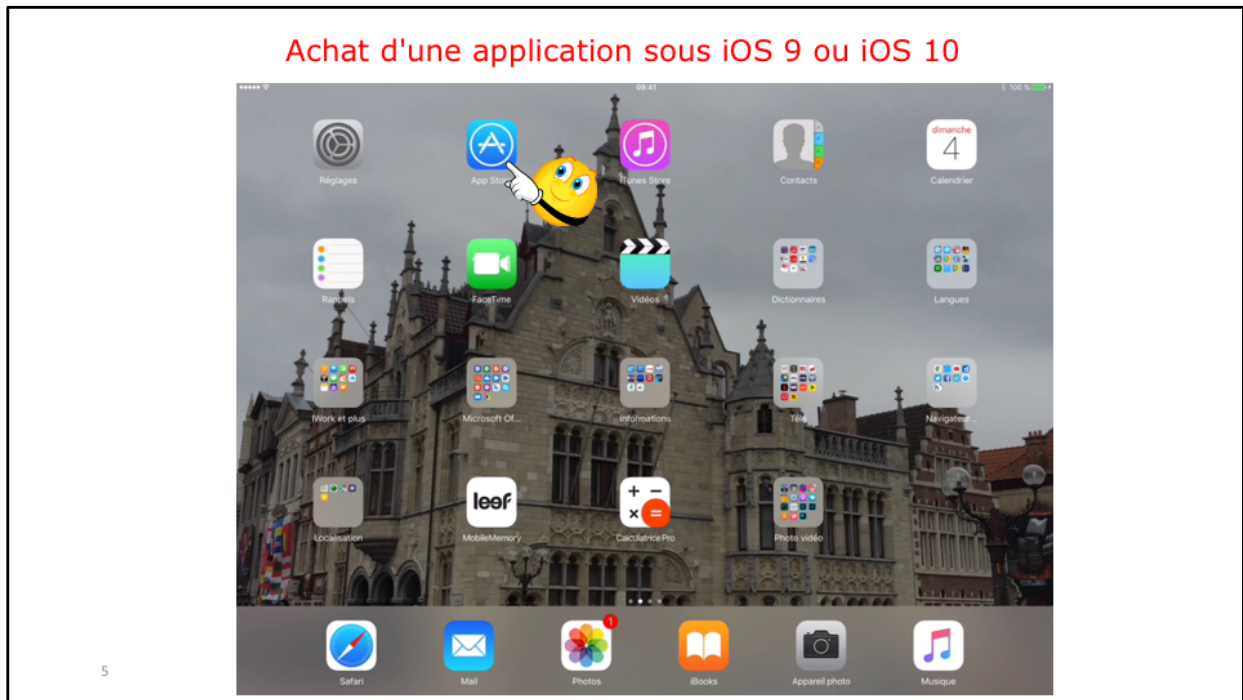 Achat d'une application sous iOS 9 ou iOS 10
09:41
100 %
Réglages
App Store
iTunes Store
Contacts
dimanche
4
Calendrier
Rappels
FaceTime
Vidéos
Dictionnaires
Langues
iWork et plus
Microsoft Of...
Informations
Télé
Navigateur...
Localisation
leef
MobileMemory
Calculatrice Pro
Photo vidéo
1
Safari
Mail
Photos
iBooks
Appareil photo
Musique
5